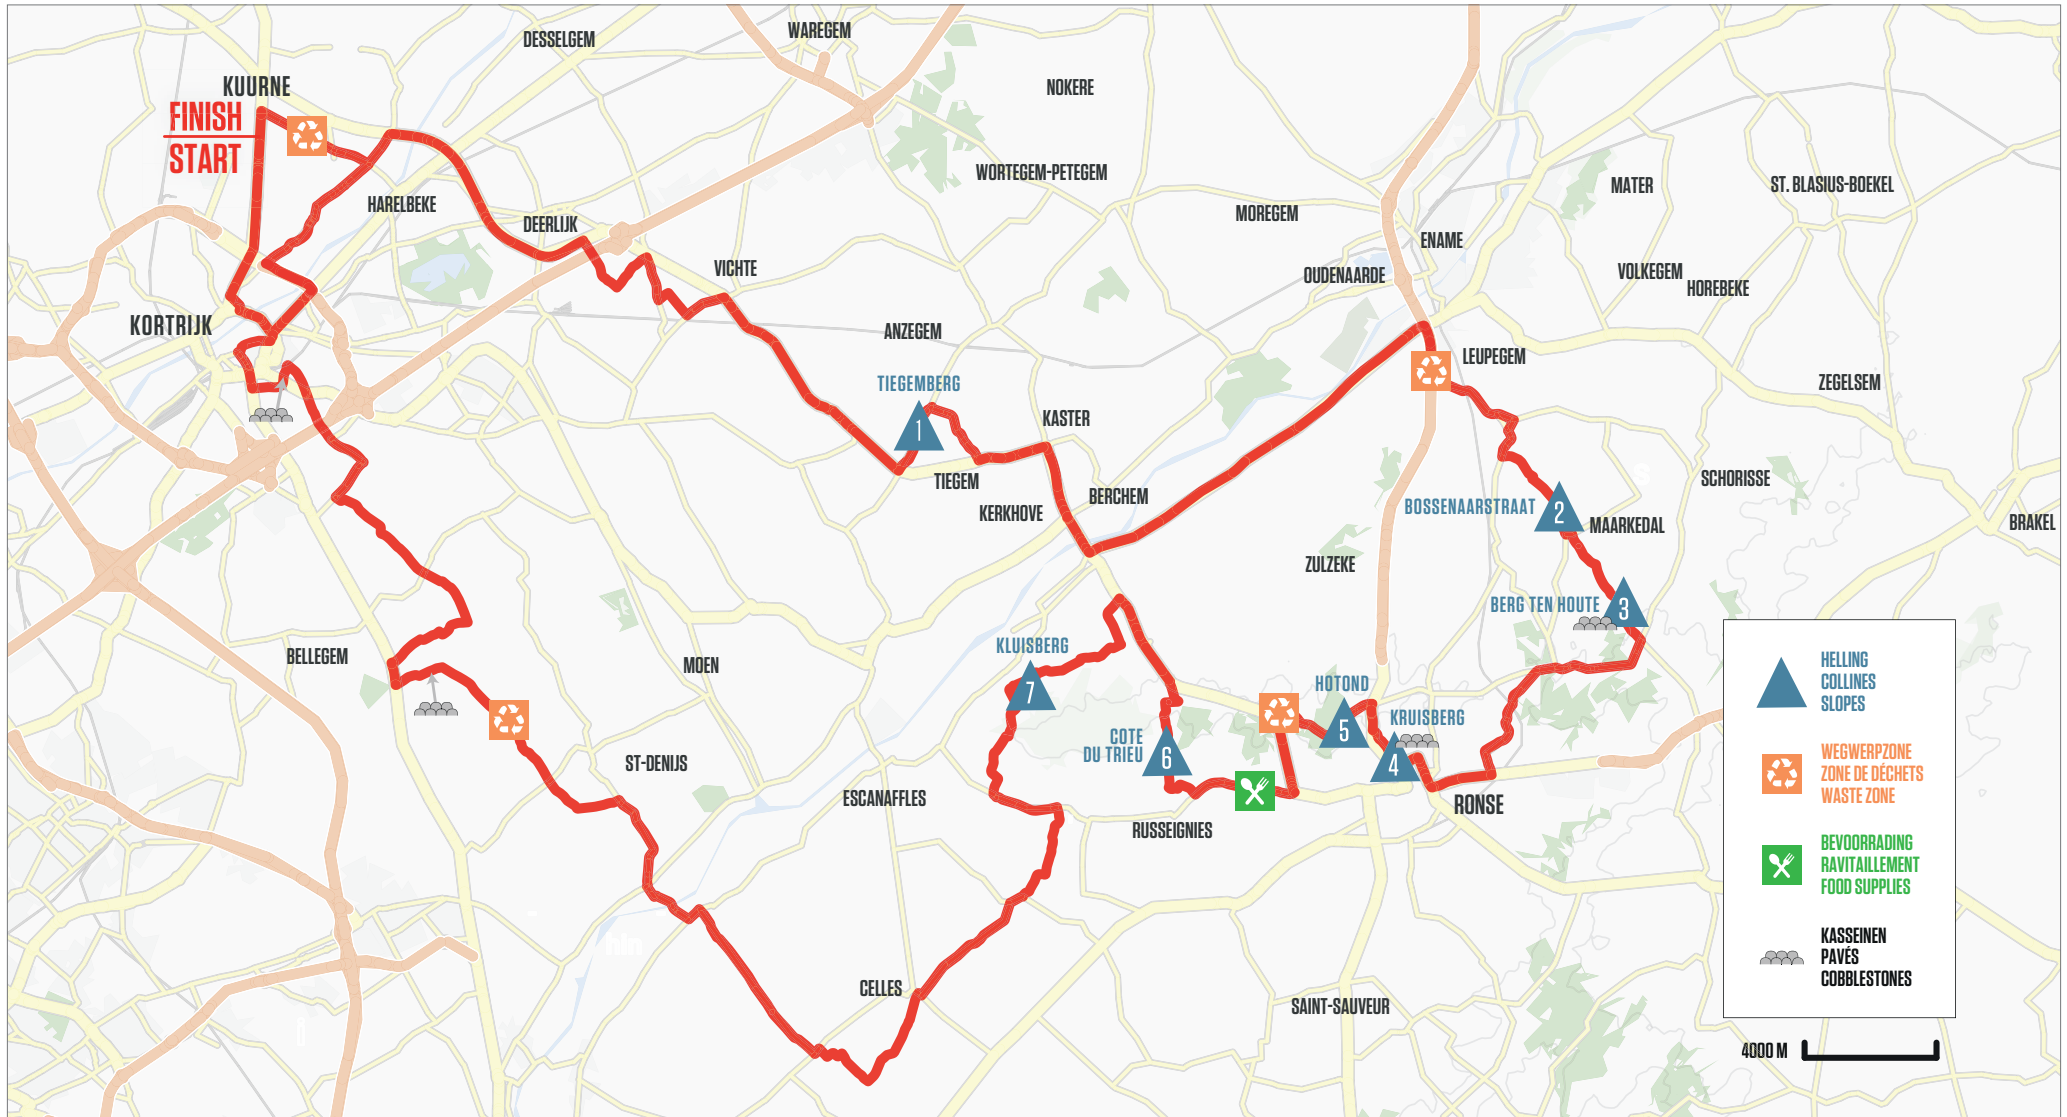 DESSELGEM
WAREGEM
KUURNE
NOKERE
FINISH
START
WORTEGEM-PETEGEM
MATER
ST. BLASIUS-BOEKEL
HARELBEKE
DEERLIJK
MOREGEM
ENAME
VICHTE
OUDENAARDE
VOLKEGEM
HOREBEKE
KORTRIJK
ANZEGEM
LEUPEGEM
TIEGEMBERG
ZEGELSEM
1
KASTER
TIEGEM
SCHORISSE
S
BERCHEM
KERKHOVE
BOSSENAARSTRAAT
2
MAARKEDAL
BRAKEL
ZULZEKE
BERG TEN HOUTE
3
BELLEGEM
KLUISBERG
7
MOEN
HOTOND
5
KRUISBERG
4
COTE
DU TRIEU
6
ST-DENIJS
ESCANAFFLES
RONSE
RUSSEIGNIES
hln
CELLES
SAINT-SAUVEUR
HELLING
COLLINES
SLOPES
WEGWERPZONE
ZONE DE DÉCHETS
WASTE ZONE
BEVOORRADING
RAVITAILLEMENT
FOOD SUPPLIES
KASSEINEN
PAVÉS
COBBLESTONES
4000 M